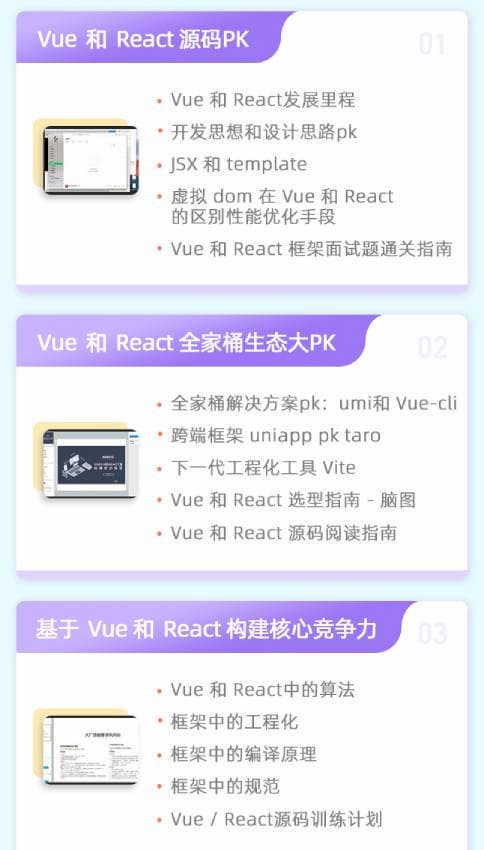 Vue 和 React 源码PK
01
Vue 和 React发展里程
开发思想和设计思路pk
JSX 和 template
虚拟 dom 在 Vue 和 React
的区别性能优化手段
Vue 和 React 框架面试题通关指南
Vue 和 React 全家桶生态大PK
02
全家桶解决方案pk：umi和 Vue-cli
跨端框架 uniapp pk taro
下一代工程化工具 Vite
Vue 和 React 选型指南 - 脑图
Vue 和 React 源码阅读指南
基于 Vue 和 React 构建核心竞争力
03
Vue 和 React中的算法
框架中的工程化
框架中的编译原理
框架中的规范
Vue / React源码训练计划